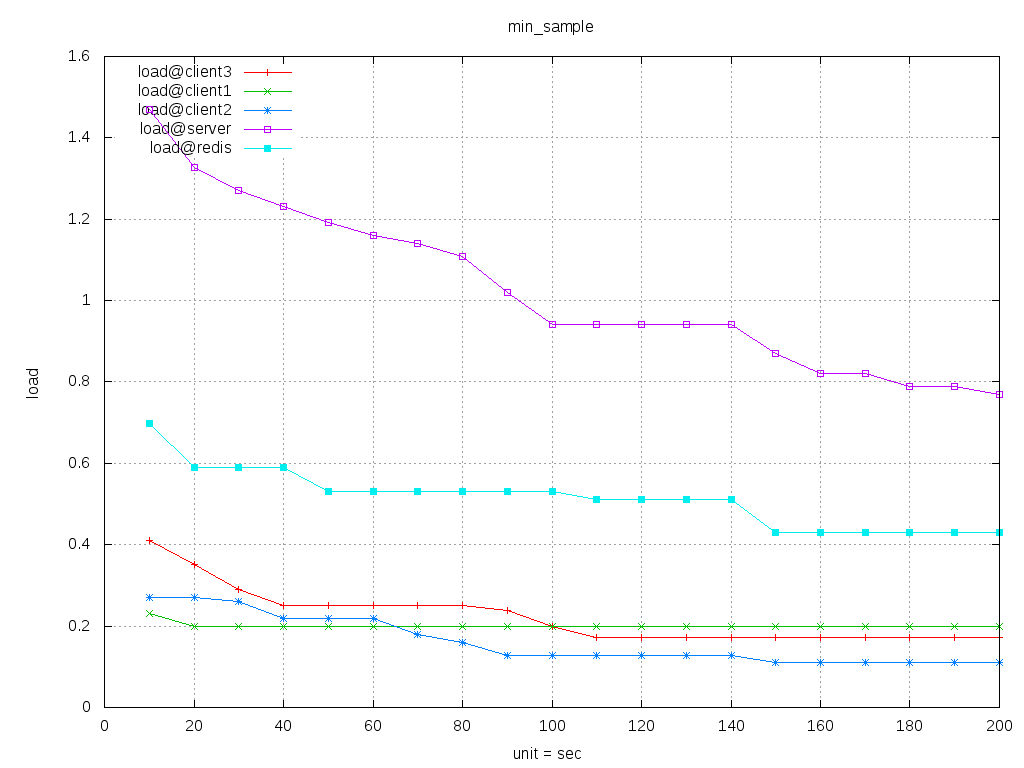 min_sample
1.6
load@client3
load@client1
load@client2
load@server
load@redis
1.4
1.2
1
0.8
0.6
0.4
0.2
0
load
0 20 40 60 80 100 120 140 160 180 200
unit = sec